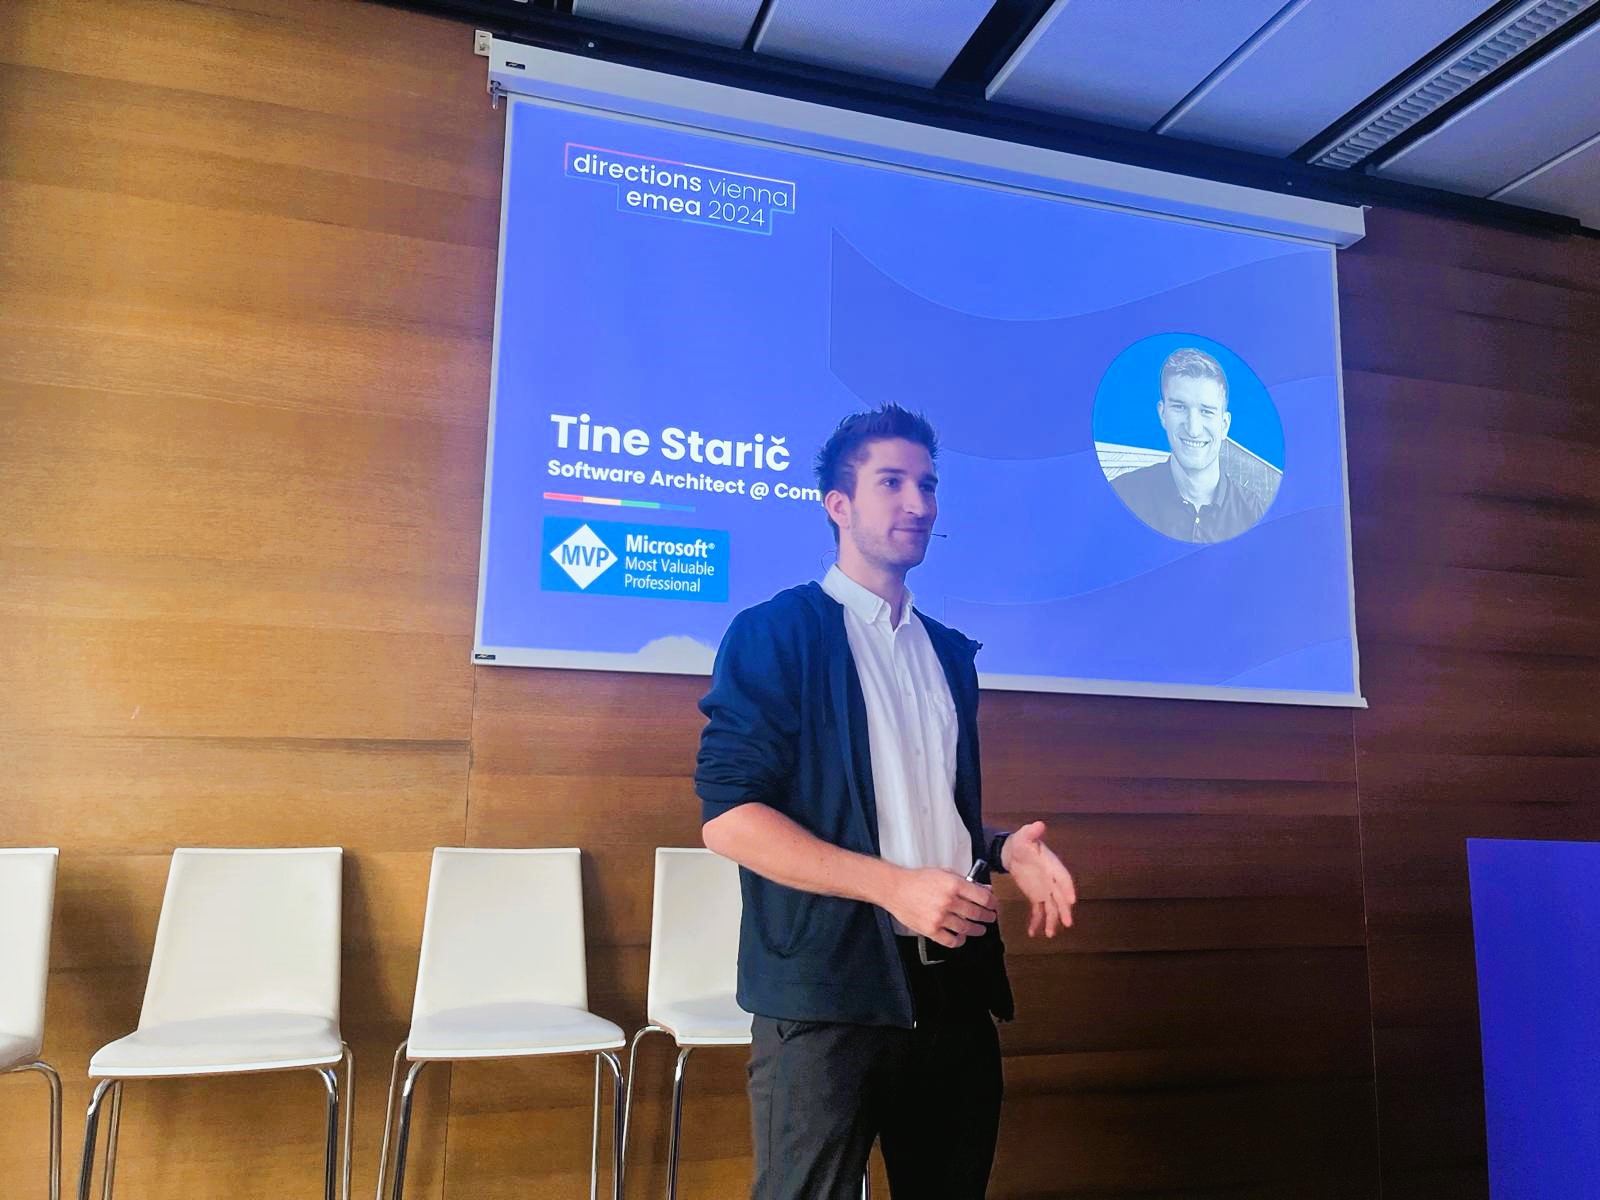 directions vienna
emea 2024
Tine Starič
Software Architect @ Com
MVP
Microsoft®
Most Valuable
Professional